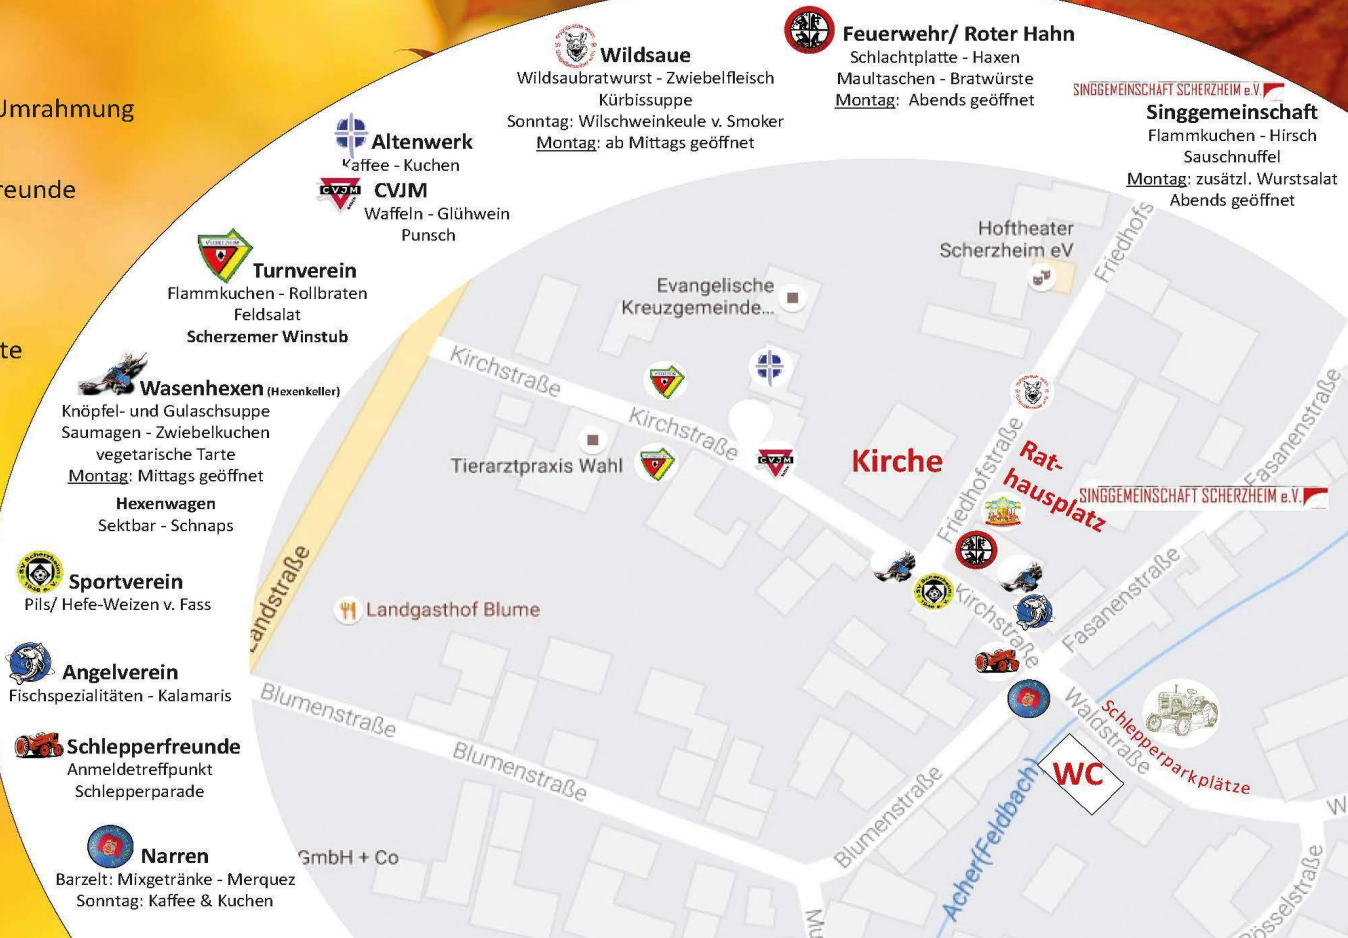 Umrahmung
reunde
te
Wildsaue
Wildsaubratwurst - Zwiebelfleisch
Kürbissuppe
Sonntag: Wilschweinkeule v. Smoker
Montag: ab Mittags geöffnet
Feuerwehr/ Roter Hahn
Schlachtplatte - Haxen
Maultaschen - Bratwürste
Montag: Abends geöffnet
SINGGEMEINSCHAFT SCHERZHEIM e.V.
Singgemeinschaft
Flammkuchen - Hirsch
Sauschnuffel
Montag: zusätzl. Wurstsalat
Abends geöffnet
Altenwerk
Kaffee - Kuchen
CVJM
CVJM
Waffeln - Glühwein
Punsch
Turnverein
Flammkuchen - Rollbraten
Feldsalat
Scherzemer Winstub
Wasenhexen (Hexenkeller)
Knöpfel- und Gulaschsuppe
Saumagen - Zwiebelkuchen
vegetarische Tarte
Montag: Mittags geöffnet
Hexenwagen
Sektbar - Schnaps
Sportverein
Pils/ Hefe-Weizen v. Fass
Angelverein
Fischspezialitäten - Kalamaris
Schlepperfreunde
Anmeldetreffpunkt
Schlepperparade
Narren
Barzelt: Mixgetränke - Merquez
Sonntag: Kaffee & Kuchen
Hoftheater
Scherzheim eV
Friedhofs
Evangelische
Kreuzgemeinde...
Kirchstraße
Kirchstraße
Tierarztpraxis Wahl
CVJM
Kirche
Friedhofstraße
Rat-
hausplatz
SINGGEMEINSCHAFT SCHERZHEIM e.V.
Fasanenstraße
Fasanenstraße
Kirchstraße
Landstraße
Landgasthof Blume
Blumenstraße
Blumenstraße
Blumenstraße
Waldstraße
Schlepperparkplätze
WC
Acher(Feldbach)
GmbH + Co
Mu
W
össelstraße